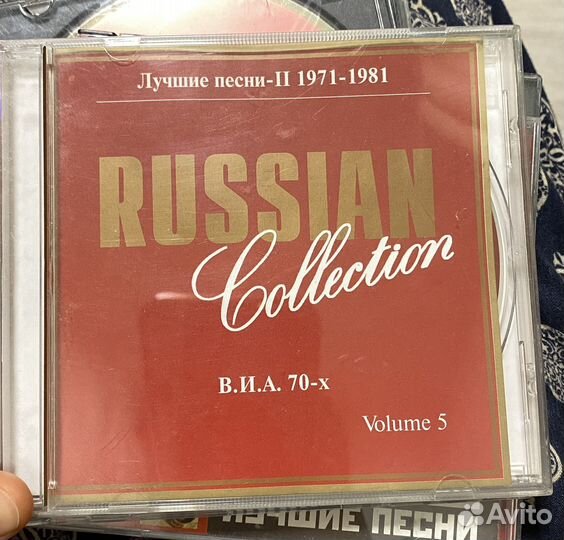 Лучшие песни-II 1971-1981
RUSSIAN
Collection
В.И.А. 70-х
Volume 5
ЛУЧШИЕ ПЕСНИ
Avito